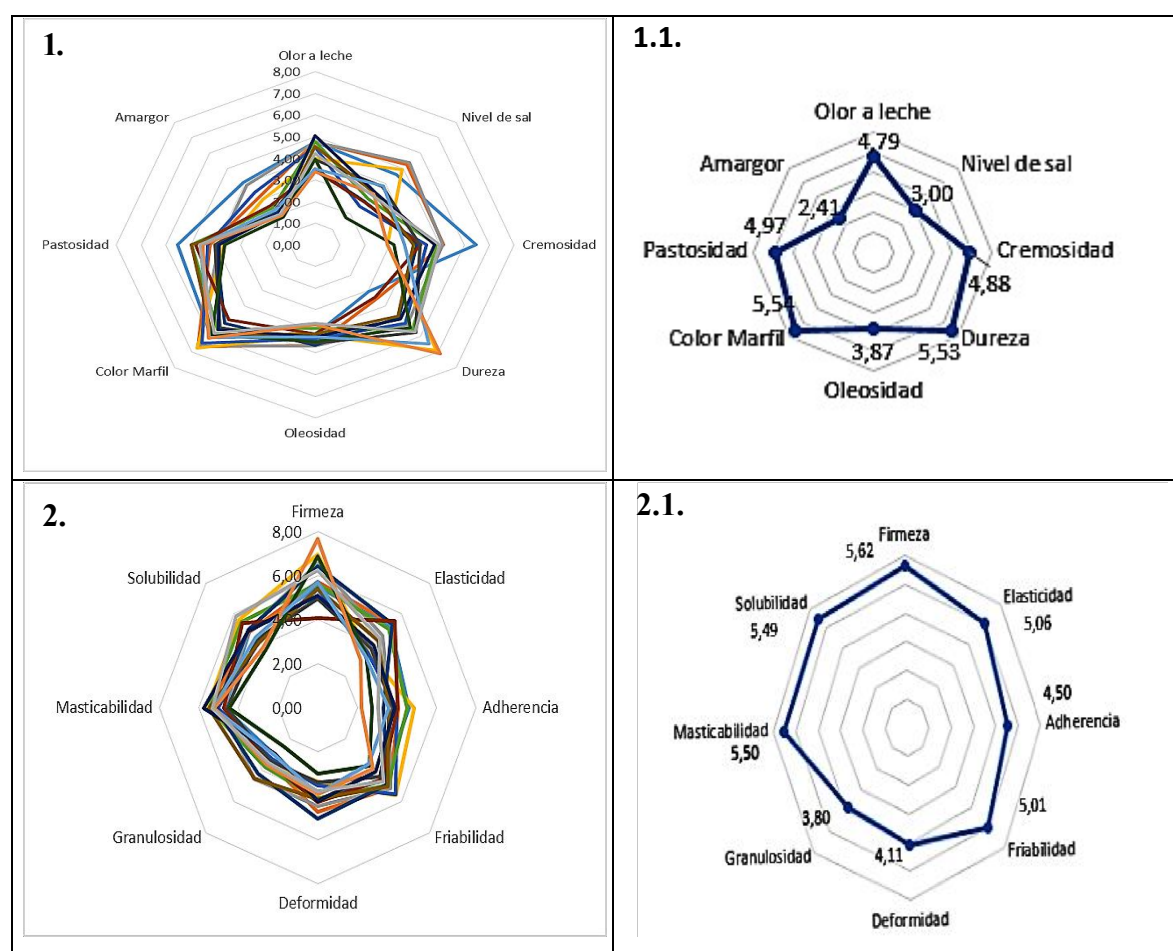 1.
Olor a leche
8,00
7,00
6,00
5,00
4,00
3,00
2,00
1,00
0,00
Nivel de sal
Cremosidad
Dureza
Oleosidad
Color Marfil
Pastosidad
Amargor
1.1.
Olor a leche
4,79
Amargor
Nivel de sal
2,41
3,00
4,97
Pastosidad
Cremosidad
4,88
5,54
Color Marfil
3,87
5,53
Dureza
Oleosidad
2.
Firmeza
8,00
6,00
4,00
2,00
0,00
Solubilidad
Elasticidad
Masticabilidad
Adherencia
Granulosidad
Friabilidad
Deformidad
2.1.
Firmeza
5,62
Solubilidad
5,49
Elasticidad
5,06
4,50
Adherencia
Masticabilidad
5,50
5,01
Friabilidad
3,80
Granulosidad
4,11
Deformidad